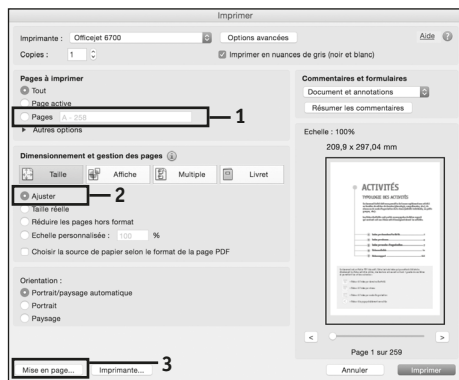 Imprimer
Imprimante : Officejet 6700 Options avancées Aide ?
Copies : 1 Imprimer en nuances de gris (noir et blanc)
Pages à imprimer
Tout
Page active
Pages A - 258
Autres options
1
Commentaires et formulaires
Document et annotations
Résumer les commentaires
Dimensionnement et gestion des pages i
Taille Affiche Multiple Livret
Ajuster
2
Taille réelle
Réduire les pages hors format
Echelle personnalisée : 100 %
Choisir la source de papier selon le format de la page PDF
Orientation :
Portrait/paysage automatique
Portrait
Paysage
Echelle : 100%
209,9 x 297,04 mm
ACTIVITÉS
TYPOLOGIE DES ACTIVITÉS
< >
Page 1 sur 259
Mise en page... Imprimante...
3
Annuler Imprimer